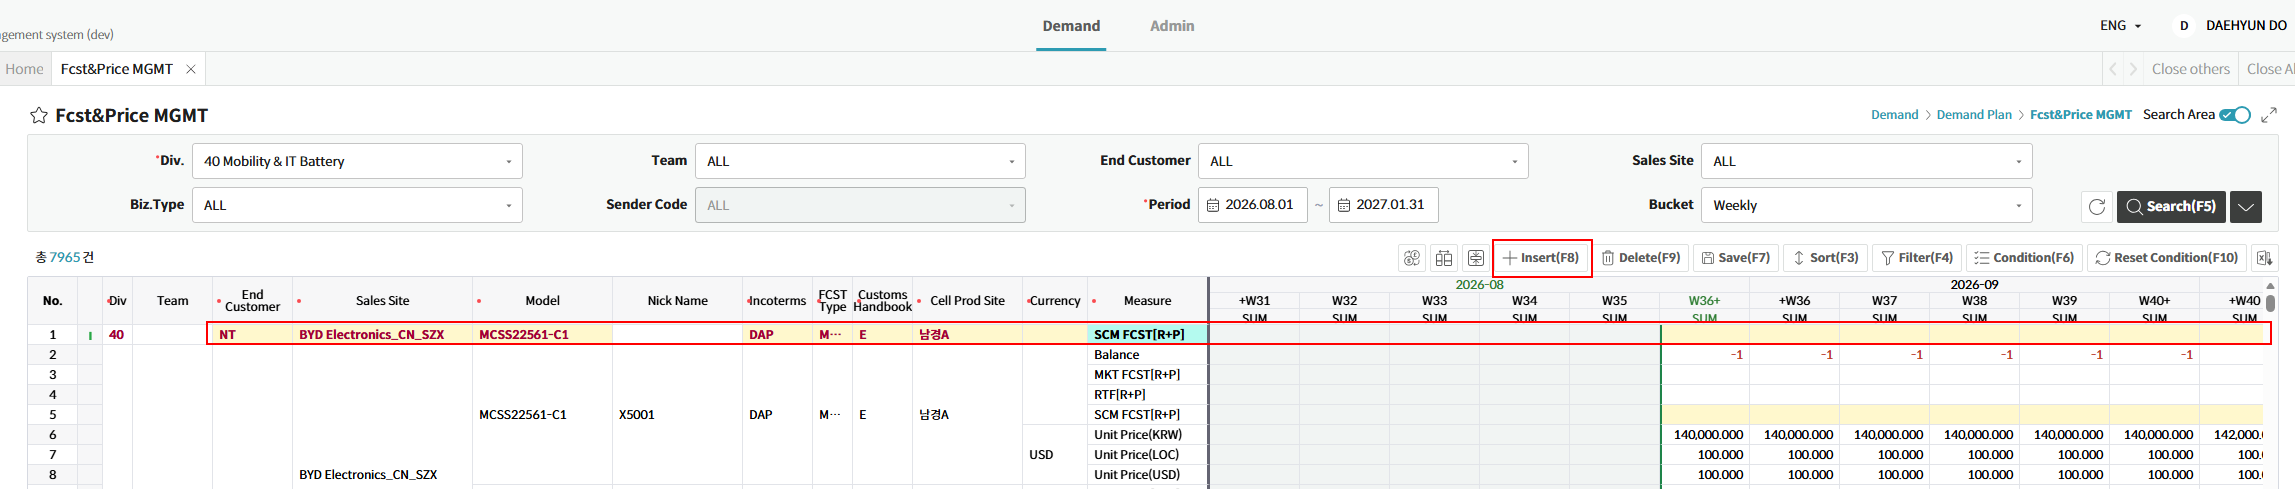 gement system (dev)
Demand Admin
ENG D DAEHYUN DO
Home Fcst&Price MGMT Close others Close Al
Fcst&Price MGMT
Demand > Demand Plan > Fcst&Price MGMT Search Area
*Div. 40 Mobility & IT Battery Team ALL End Customer ALL Sales Site ALL
Biz.Type ALL Sender Code ALL *Period 2026.08.01 ~ 2027.01.31 Bucket Weekly Search(F5)
총 7965 건 Insert(F8) Delete(F9) Save(F7) Sort(F3) Filter(F4) Condition(F6) Reset Condition(F10)
No. Div Team End Customer Sales Site Model Nick Name Incoterms FCST Type Customs Handbook Cell Prod Site Currency Measure
2026-08 2026-09
+W31 W32 W33 W34 W35 W36+ +W36 W37 W38 W39 W40+ +W40
SUM SUM SUM SUM SUM SUM SUM SUM SUM SUM SUM SUM
1 I 40 NT BYD Electronics_CN_SZX MCSS22561-C1 DAP M··· E 남경A SCM FCST[R+P]
2 Balance -1 -1 -1 -1 -1 -1
3 MKT FCST[R+P]
4 RTF[R+P]
5 MCSS22561-C1 X5001 DAP M··· E 남경A SCM FCST[R+P]
6 Unit Price(KRW) 140,000.000 140,000.000 140,000.000 140,000.000 140,000.000 140,000.000 142,000.
7 USD Unit Price(LOC) 100.000 100.000 100.000 100.000 100.000 100.000 100.
8 BYD Electronics_CN_SZX Unit Price(USD) 100.000 100.000 100.000 100.000 100.000 100.000 100.